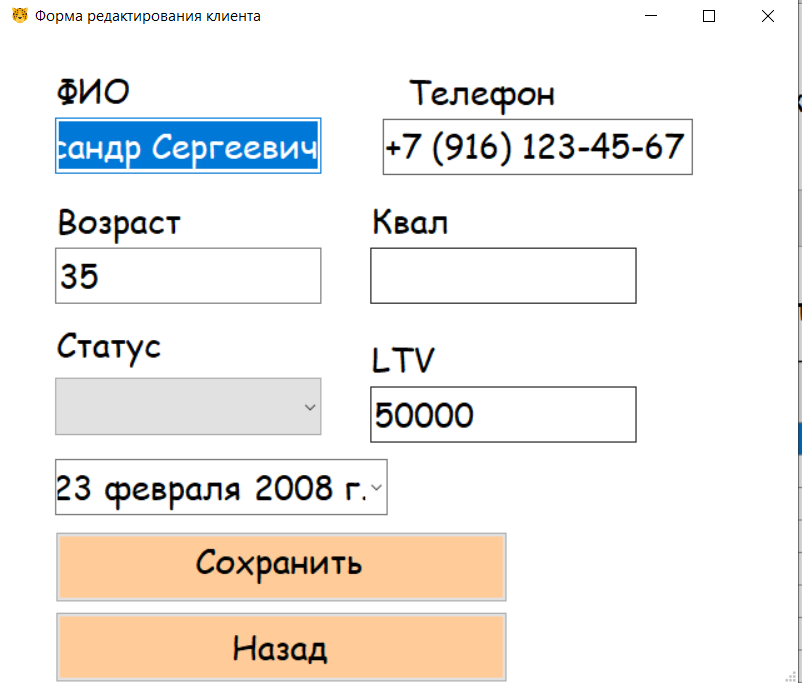 Форма редактирования клиента
ФИО
Телефон
сандр Сергеевич
+7 (916) 123-45-67
Возраст
Квал
35
Статус
LTV
50000
23 февраля 2008 г.
Сохранить
Назад